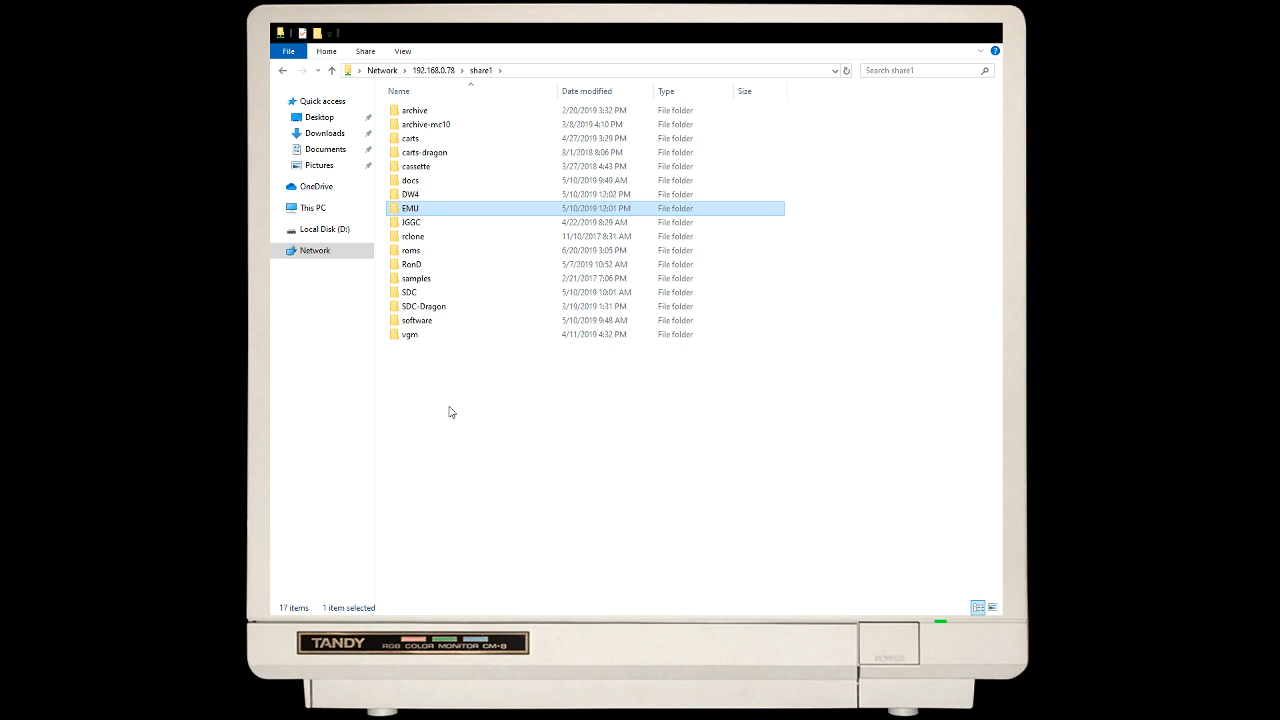 File Home Share View
Network > 192.168.0.78 > share1 > Search share1
Name Date modified Type Size
Quick access
Desktop
Downloads
Documents
Pictures
OneDrive
This PC
Local Disk (D:)
Network
archive 2/20/2019 3:32 PM File folder
archive-mc10 3/8/2019 4:10 PM File folder
carts 4/27/2019 3:29 PM File folder
carts-dragon 8/1/2018 8:06 PM File folder
cassette 3/27/2018 4:43 PM File folder
docs 5/10/2019 9:49 AM File folder
DW4 5/10/2019 12:02 PM File folder
EMU 5/10/2019 12:01 PM File folder
JGGC 4/22/2019 8:29 AM File folder
rclone 11/10/2017 8:31 AM File folder
roms 6/20/2019 3:05 PM File folder
RonD 5/7/2019 10:52 AM File folder
samples 2/21/2017 7:06 PM File folder
SDC 5/10/2019 10:01 AM File folder
SDC-Dragon 3/19/2019 1:31 PM File folder
software 5/10/2019 9:48 AM File folder
vgm 4/11/2019 4:32 PM File folder
17 items 1 item selected
TANDY RGB COLOR MONITOR CM-8
POWER